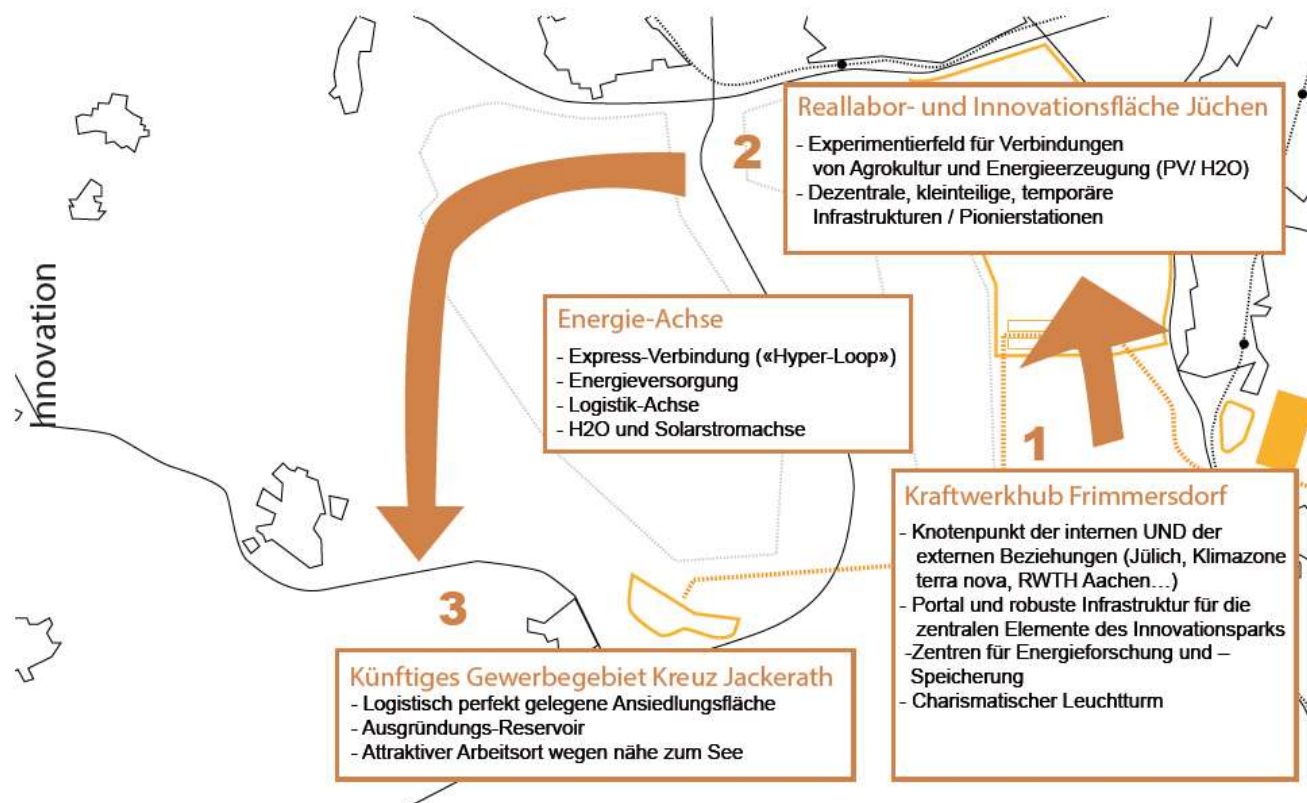 Innovation
2
Reallabor- und Innovationsfläche Jüchen
- Experimentierfeld für Verbindungen
von Agrokultur und Energieerzeugung (PV/ H2O)
- Dezentrale, kleinteilige, temporäre
Infrastrukturen / Pionierstationen
Energie-Achse
- Express-Verbindung («Hyper-Loop»)
- Energieversorgung
- Logistik-Achse
- H2O und Solarstromachse
1
Kraftwerkhub Frimmersdorf
- Knotenpunkt der internen UND der
externen Beziehungen (Jülich, Klimazone
terra nova, RWTH Aachen…)
- Portal und robuste Infrastruktur für die
zentralen Elemente des Innovationsparks
-Zentren für Energieforschung und –
Speicherung
- Charismatischer Leuchtturm
3
Künftiges Gewerbegebiet Kreuz Jackerath
- Logistisch perfekt gelegene Ansiedlungsfläche
- Ausgründungs-Reservoir
- Attraktiver Arbeitsort wegen nähe zum See